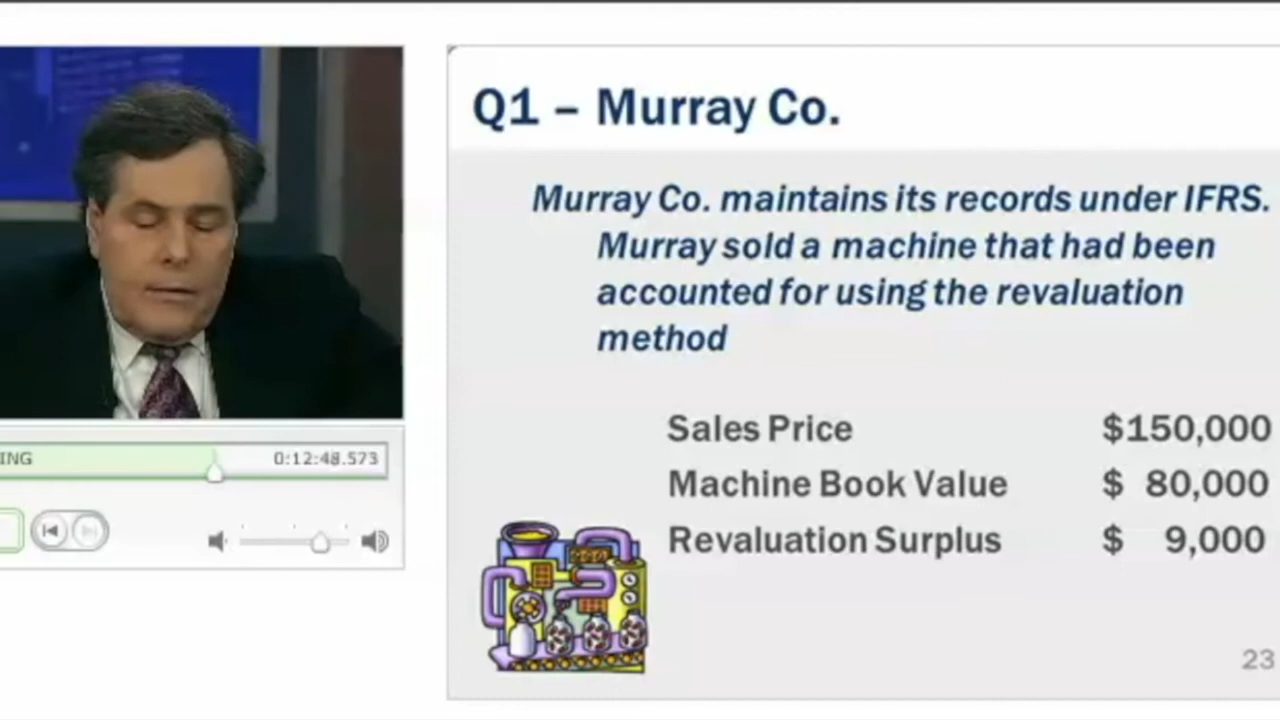 Q1 – Murray Co.
Murray Co. maintains its records under IFRS.
Murray sold a machine that had been
accounted for using the revaluation
method
Sales Price $150,000
Machine Book Value $ 80,000
Revaluation Surplus $ 9,000
ING 0:12:48.573
23